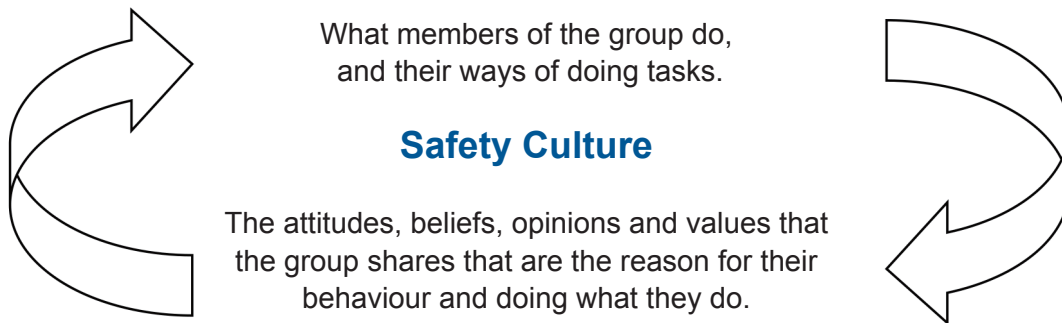 What members of the group do,
and their ways of doing tasks.
Safety Culture
The attitudes, beliefs, opinions and values that
the group shares that are the reason for their
behaviour and doing what they do.